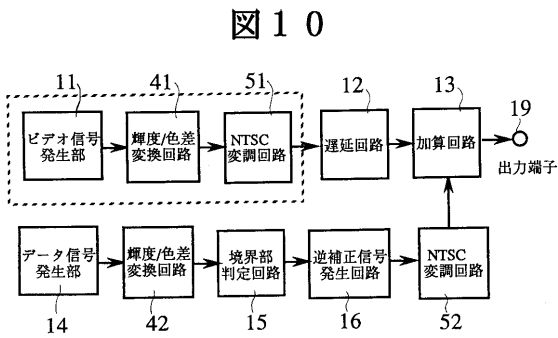 図10
11
41
51
12
13
19
ビデオ信号
発生部
輝度/色差
変換回路
NTSC
変調回路
遅延回路
加算回路
出力端子
データ信号
発生部
輝度/色差
変換回路
境界部
判定回路
逆補正信号
発生回路
NTSC
変調回路
14
42
15
16
52